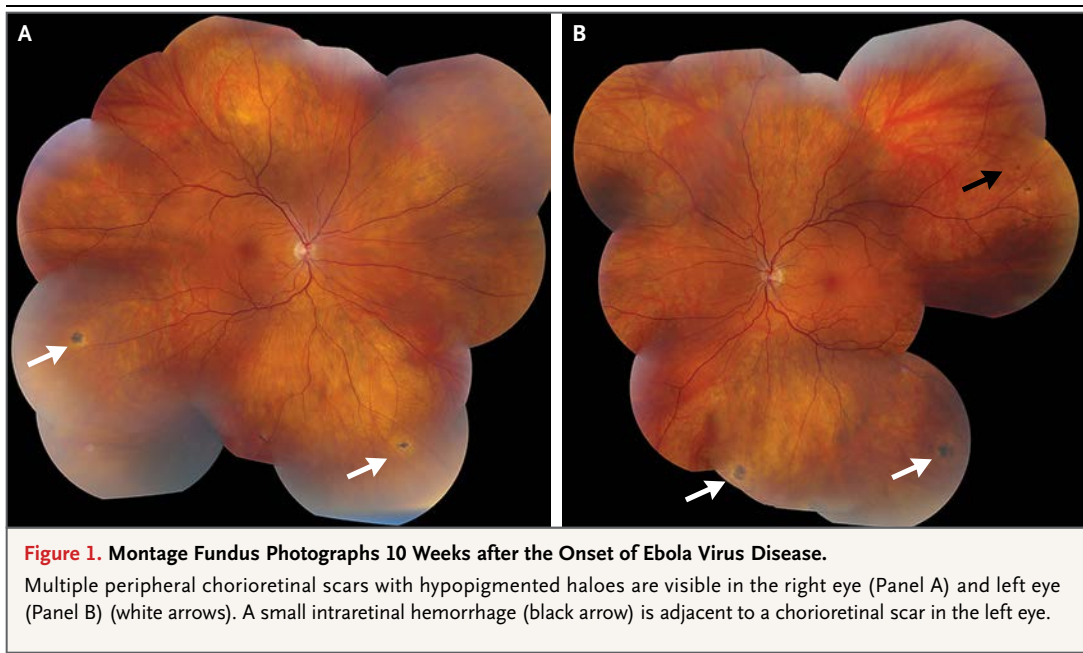 A
B
Figure 1. Montage Fundus Photographs 10 Weeks after the Onset of Ebola Virus Disease.
Multiple peripheral chorioretinal scars with hypopigmented haloes are visible in the right eye (Panel A) and left eye
(Panel B) (white arrows). A small intraretinal hemorrhage (black arrow) is adjacent to a chorioretinal scar in the left eye.